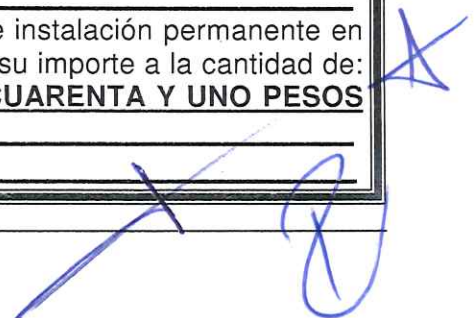 e instalación permanente en
su importe a la cantidad de:
CUARENTA Y UNO PESOS